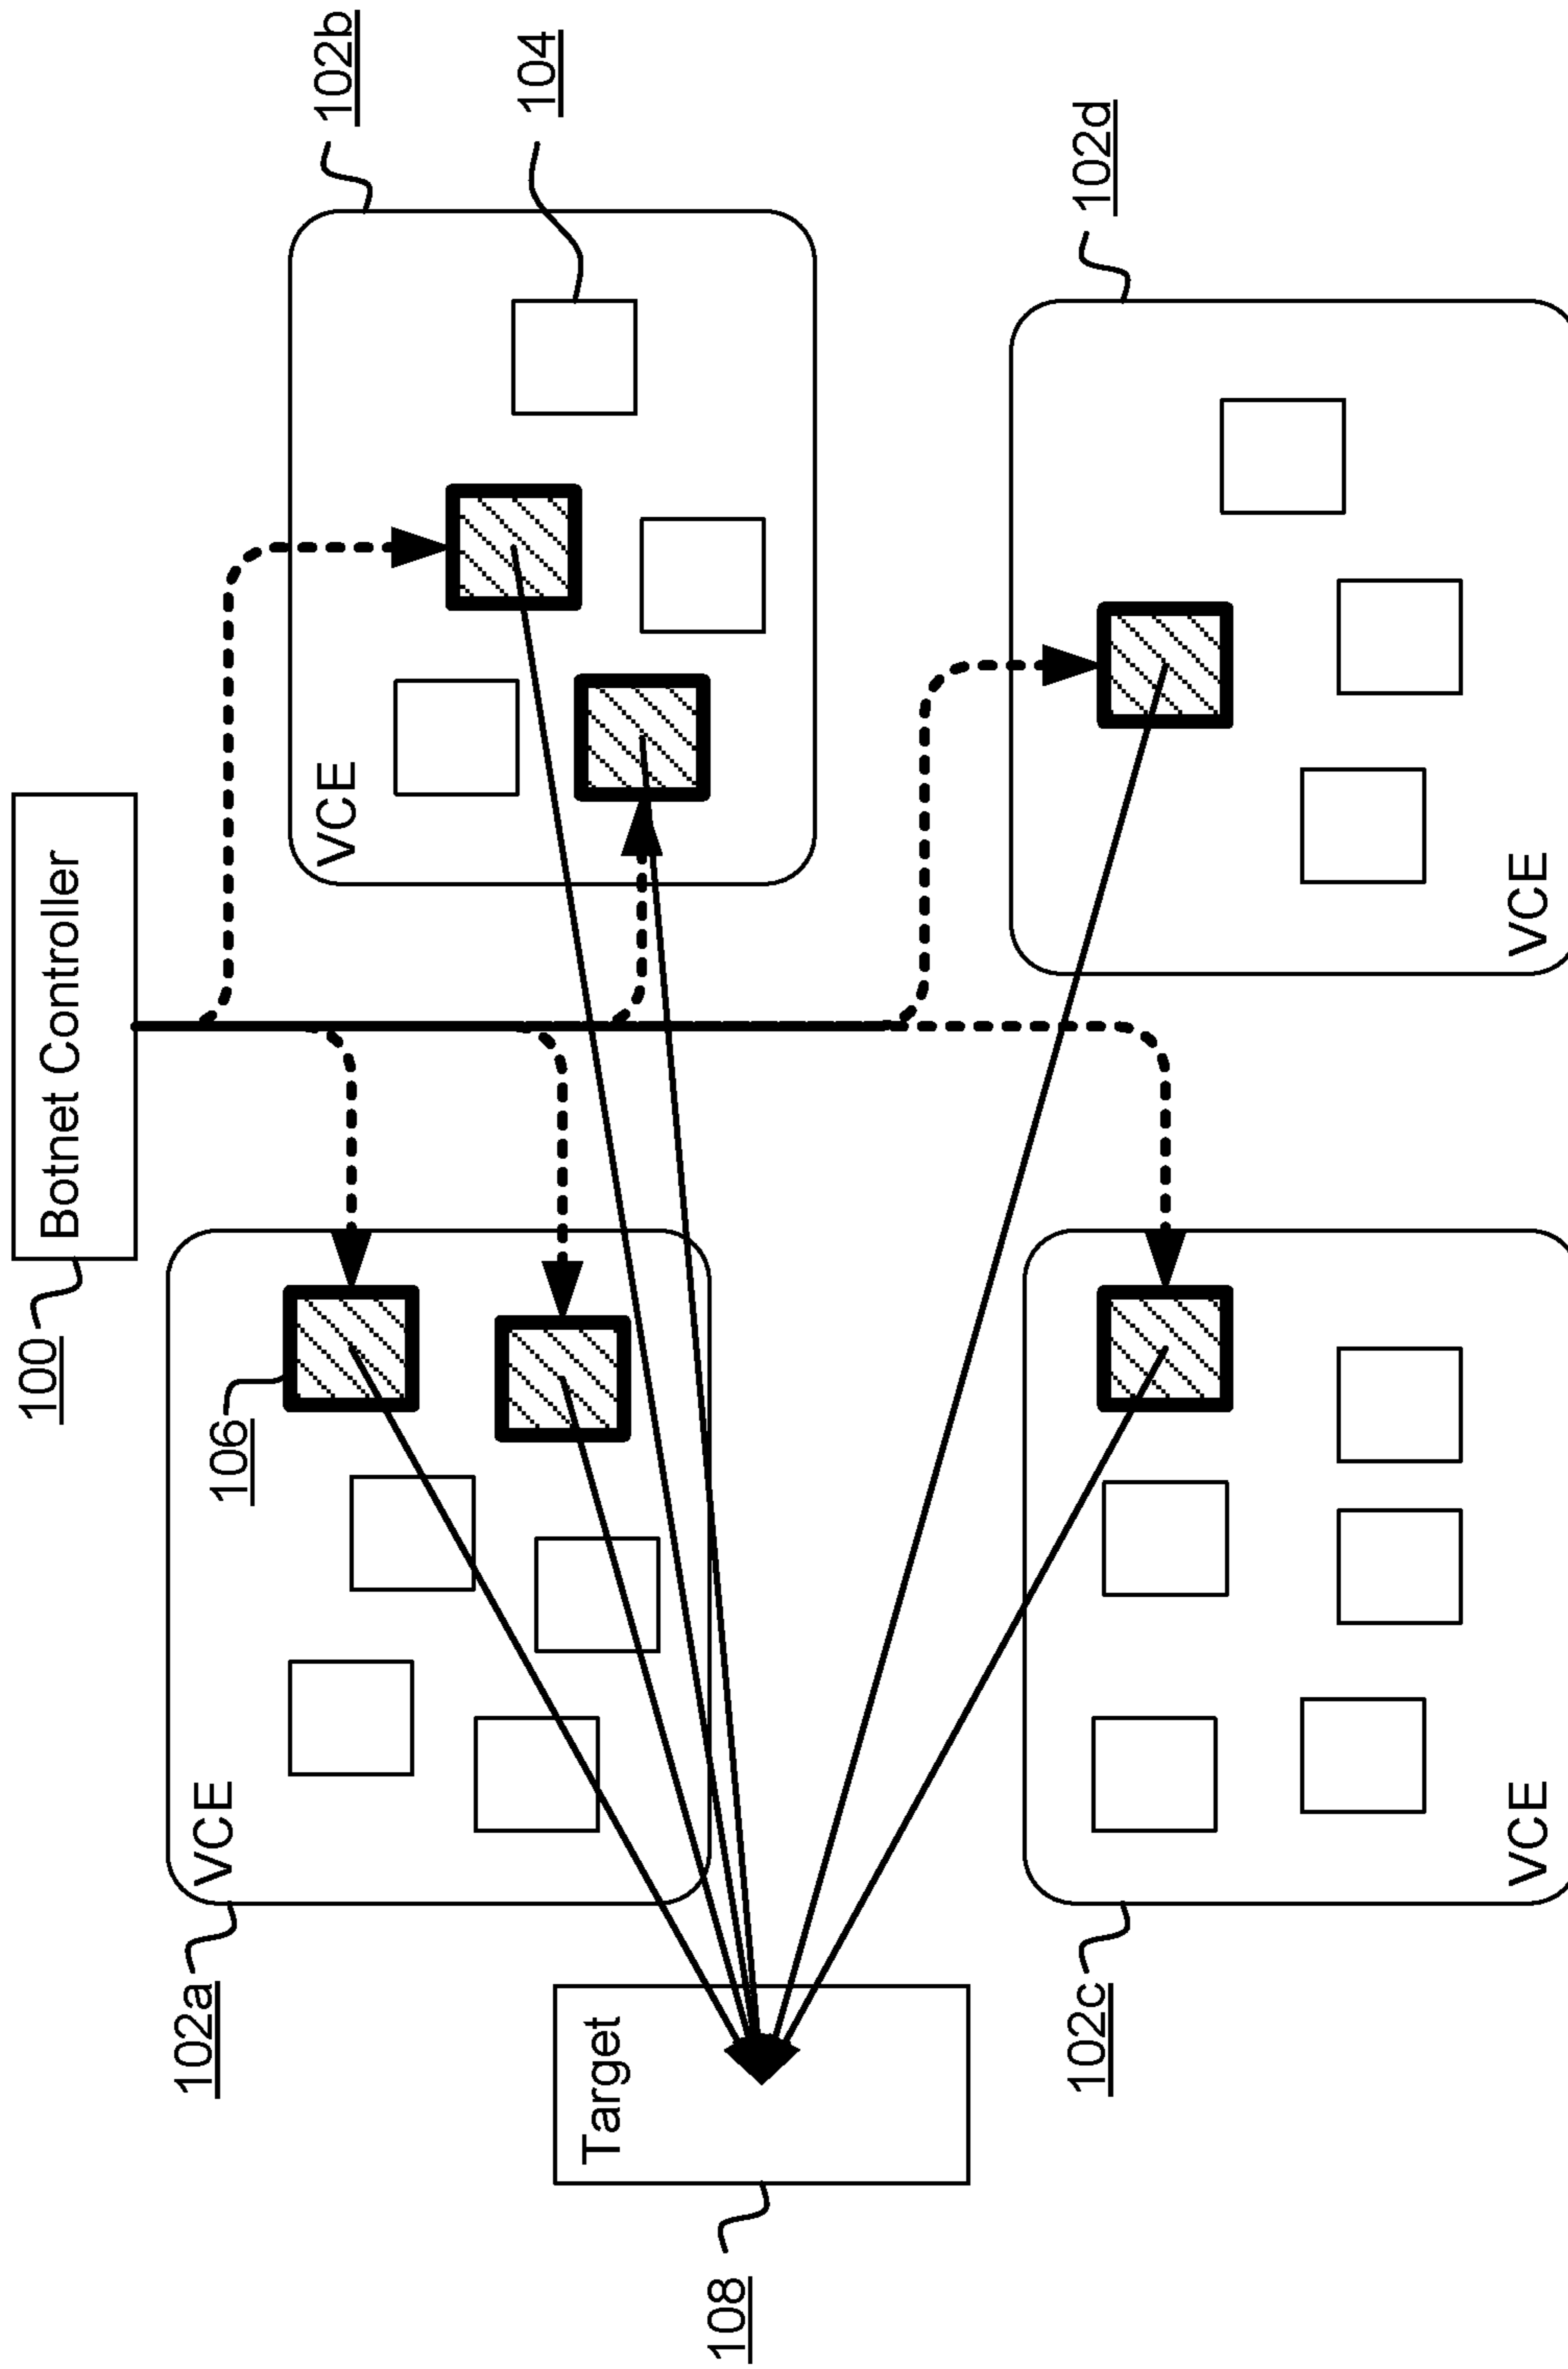 100
Botnet Controller
102a
VCE
106
102b
VCE
104
108
Target
102c
VCE
102d
VCE